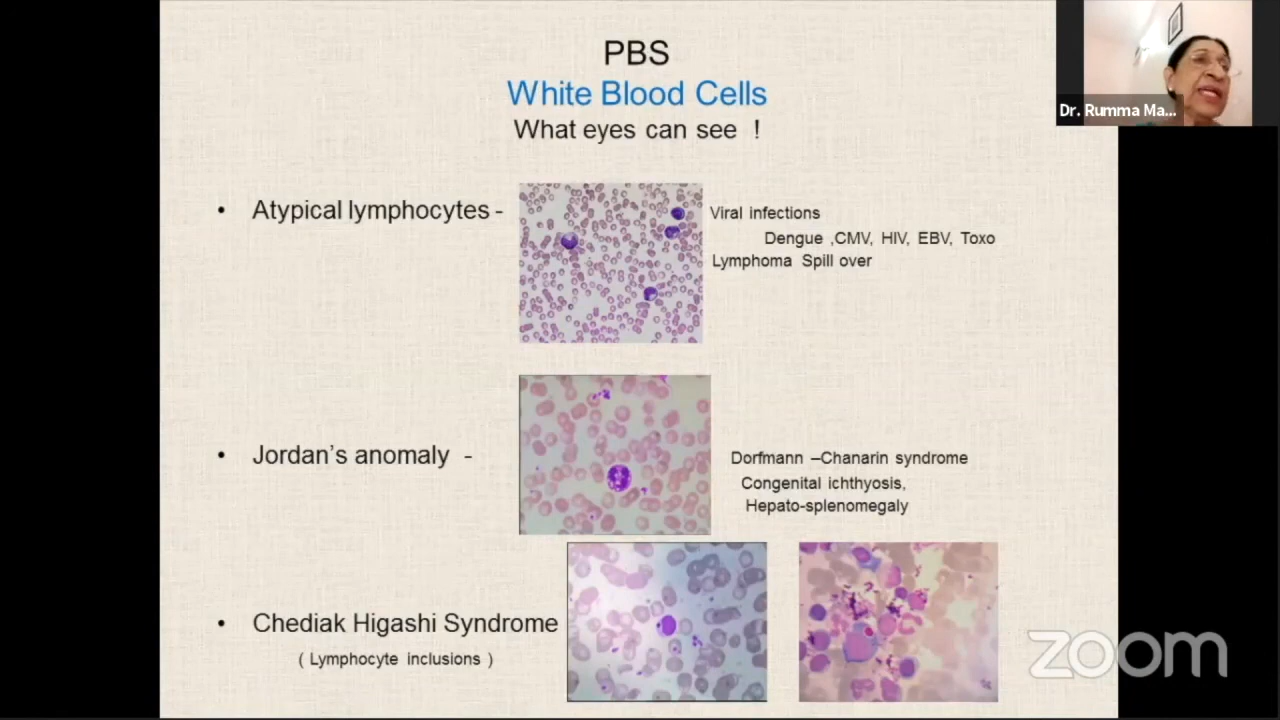 PBS
White Blood Cells
What eyes can see !
Dr. Rumma Ma...
• Atypical lymphocytes -
Viral infections
Dengue ,CMV, HIV, EBV, Toxo
Lymphoma Spill over
• Jordan's anomaly -
Dorfmann –Chanarin syndrome
Congenital ichthyosis,
Hepato-splenomegaly
• Chediak Higashi Syndrome
( Lymphocyte inclusions )
zoom